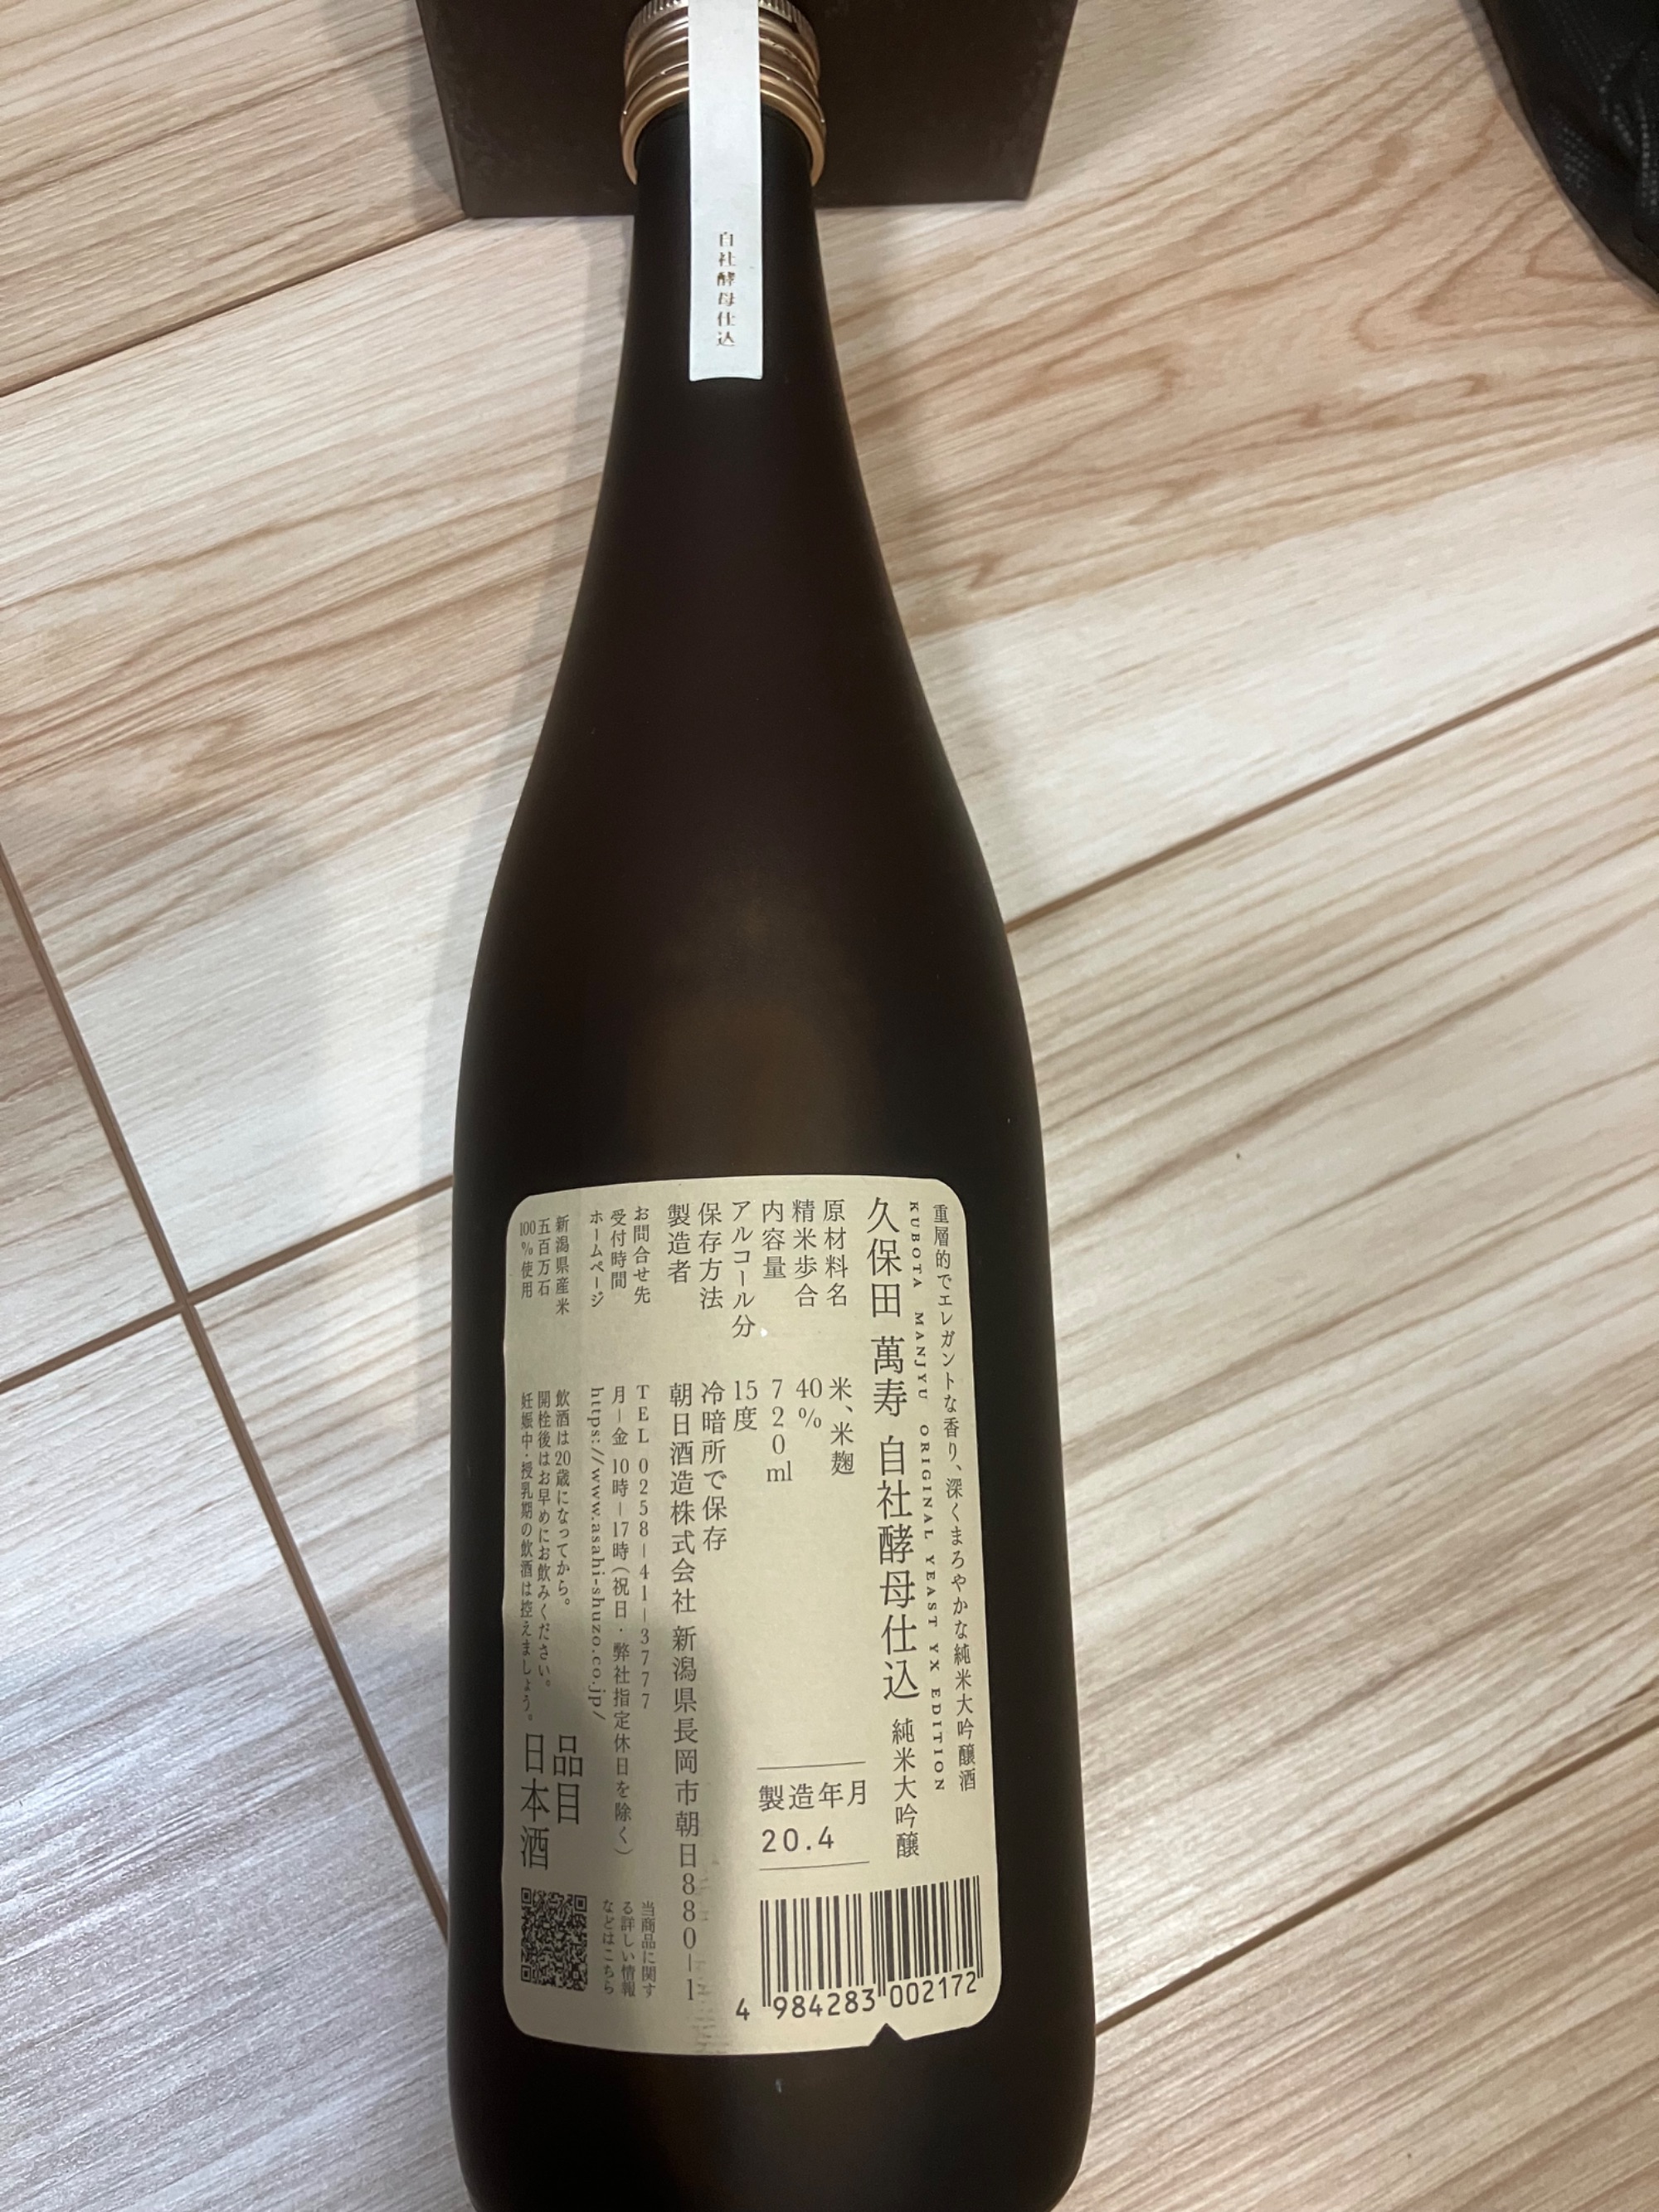 自社酵母仕込
重層的でエレガントな香り、深くまろやかな純米大吟醸酒
KUBOTA MANJYU ORIGINAL YEAST YX EDITION
久保田 萬寿 自社酵母仕込 純米大吟醸
原材料名 米、米麹
精米歩合 40%
内容量 720ml
アルコール分 15度
保存方法 冷暗所で保存
製造者 朝日酒造株式会社 新潟県長岡市朝日880-1
製造年月
20.4
4 984283 002172
お問合せ先 TEL 0258-41-3777
受付時間 月-金 10時-17時(祝日・弊社指定休日を除く)
ホームページ https://www.asahi-shuzo.co.jp/
当商品に関す
る詳しい情報
などはこちら
新潟県産米
五百万石
100%使用
飲酒は20歳になってから。
開栓後はお早めにお飲みください。
妊娠中・授乳期の飲酒は控えましょう。
品目
日本酒